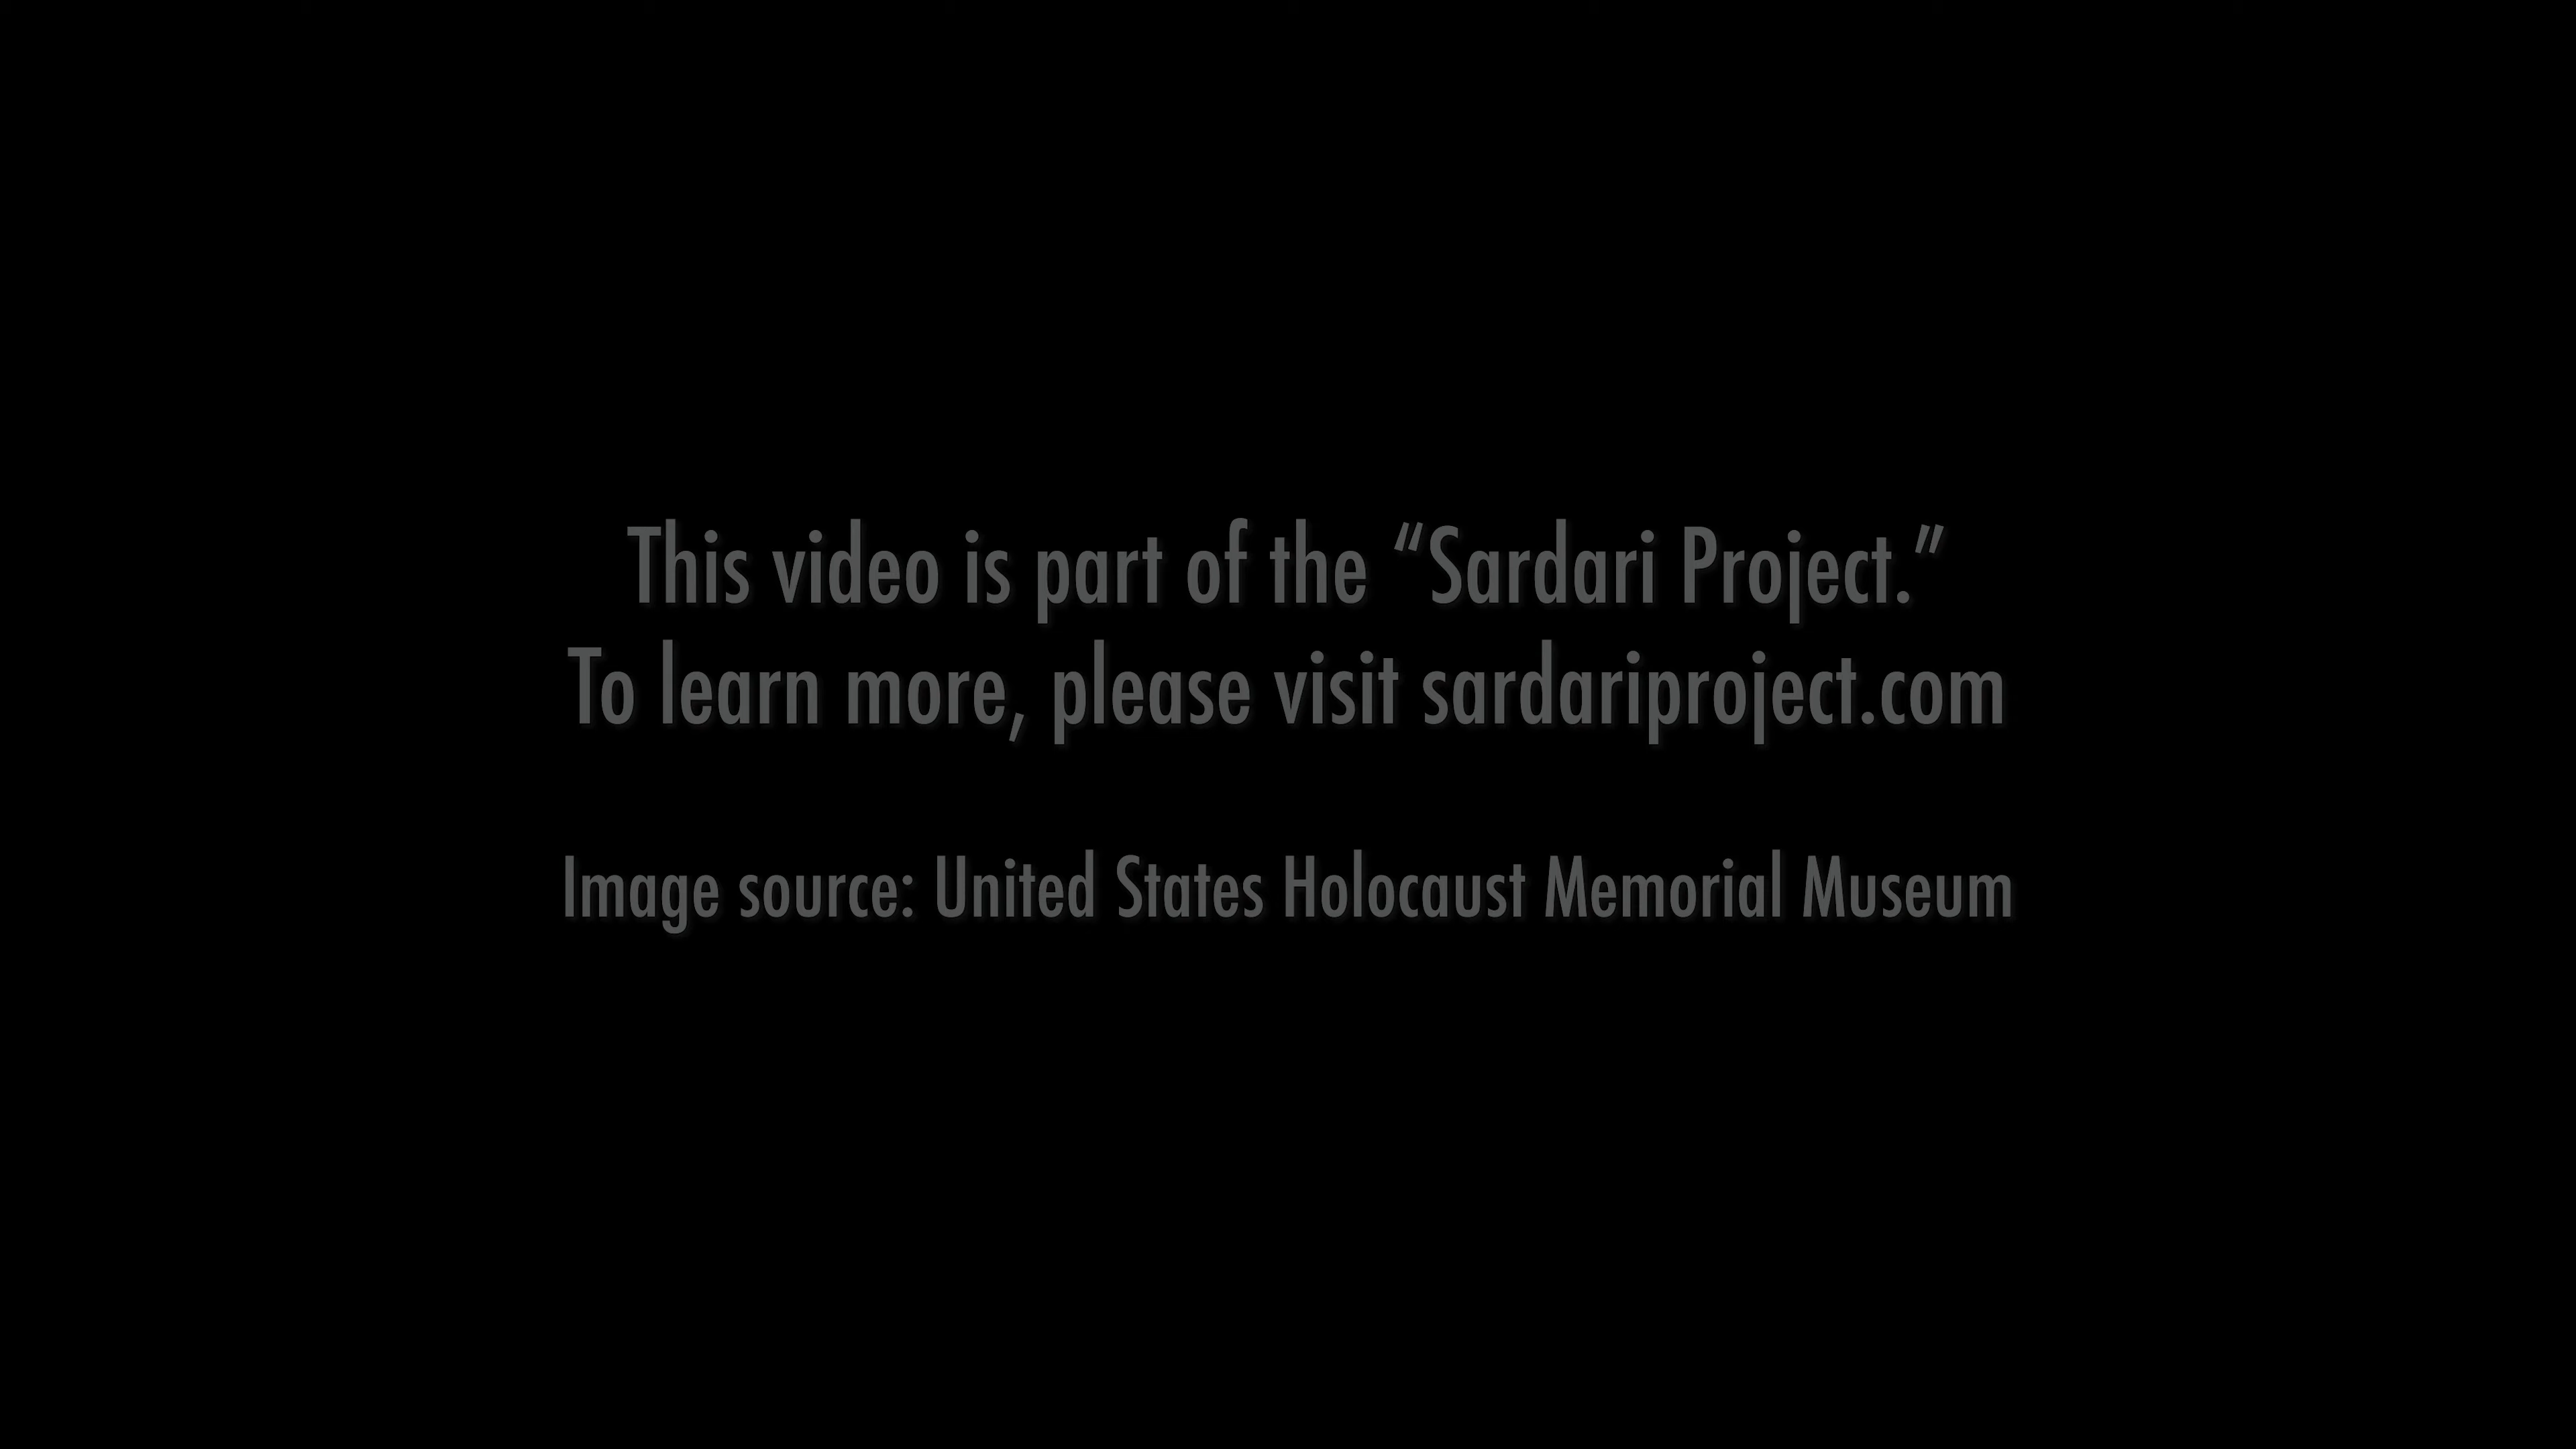 This video is part of the “Sardari Project.”
To learn more, please visit sardariproject.com
Image source: United States Holocaust Memorial Museum